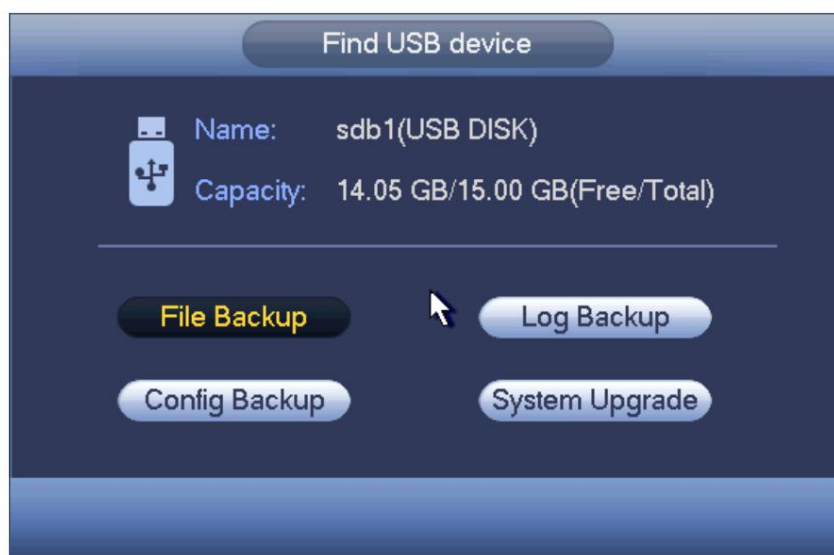 Find USB device
Name: sdb1(USB DISK)
Capacity: 14.05 GB/15.00 GB(Free/Total)
File Backup Log Backup
Config Backup System Upgrade